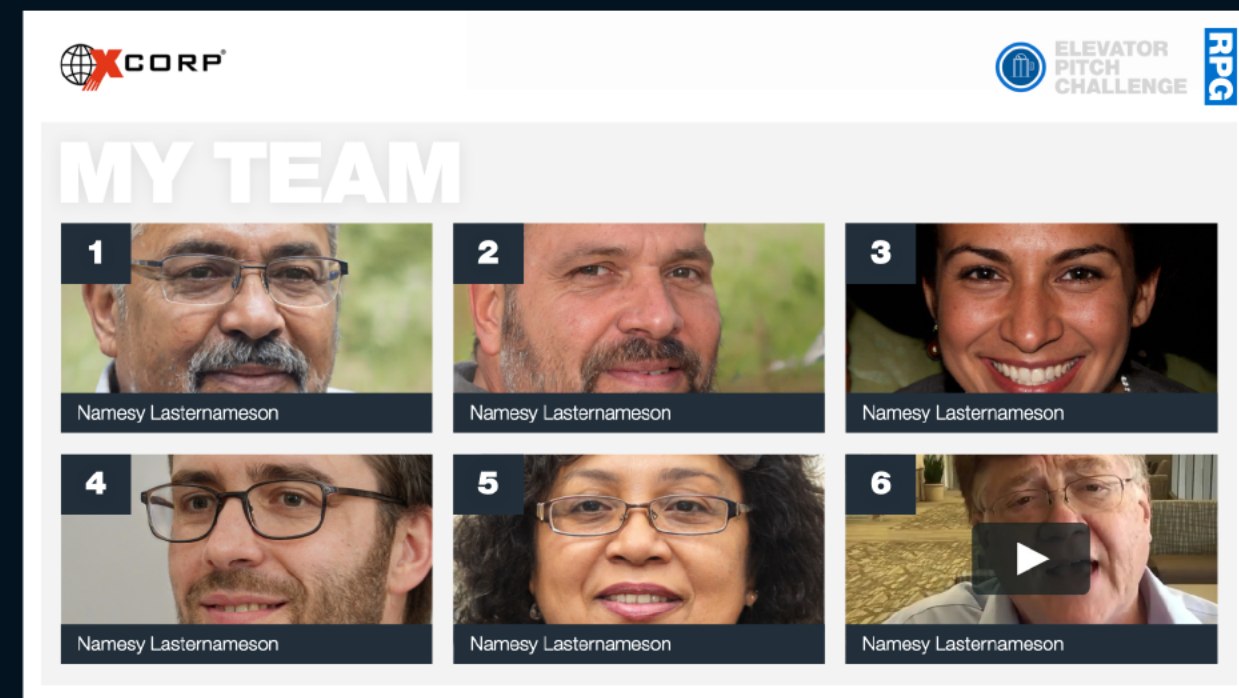 XCORP®
ELEVATOR
PITCH
CHALLENGE
RPG
MY TEAM
1
2
3
Namesy Lasternameson
Namesy Lasternameson
Namesy Lasternameson
4
5
6
Namesy Lasternameson
Namesy Lasternameson
Namesy Lasternameson